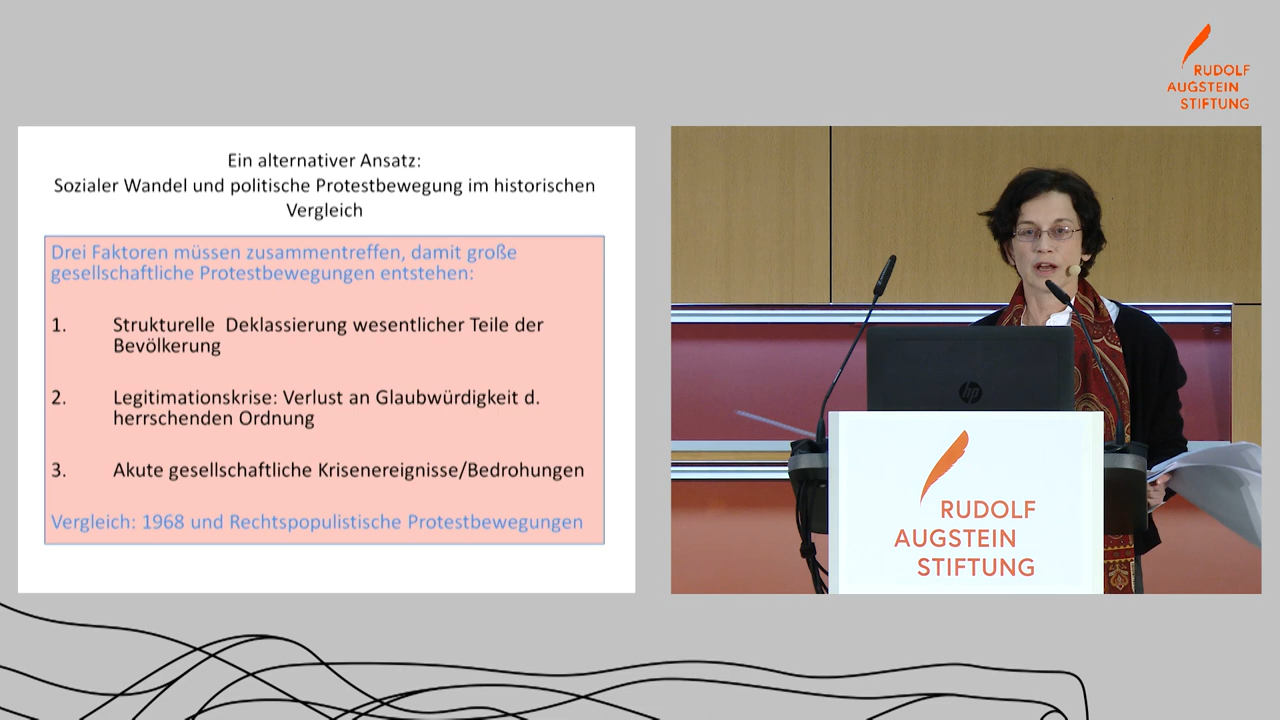 RUDOLF
AUGSTEIN
STIFTUNG
Ein alternativer Ansatz:
Sozialer Wandel und politische Protestbewegung im historischen
Vergleich
Drei Faktoren müssen zusammentreffen, damit große
gesellschaftliche Protestbewegungen entstehen:
1. Strukturelle Deklassierung wesentlicher Teile der
Bevölkerung
2. Legitimationskrise: Verlust an Glaubwürdigkeit d.
herrschenden Ordnung
3. Akute gesellschaftliche Krisenereignisse/Bedrohungen
Vergleich: 1968 und Rechtspopulistische Protestbewegungen
hp
RUDOLF
AUGSTEIN
STIFTUNG